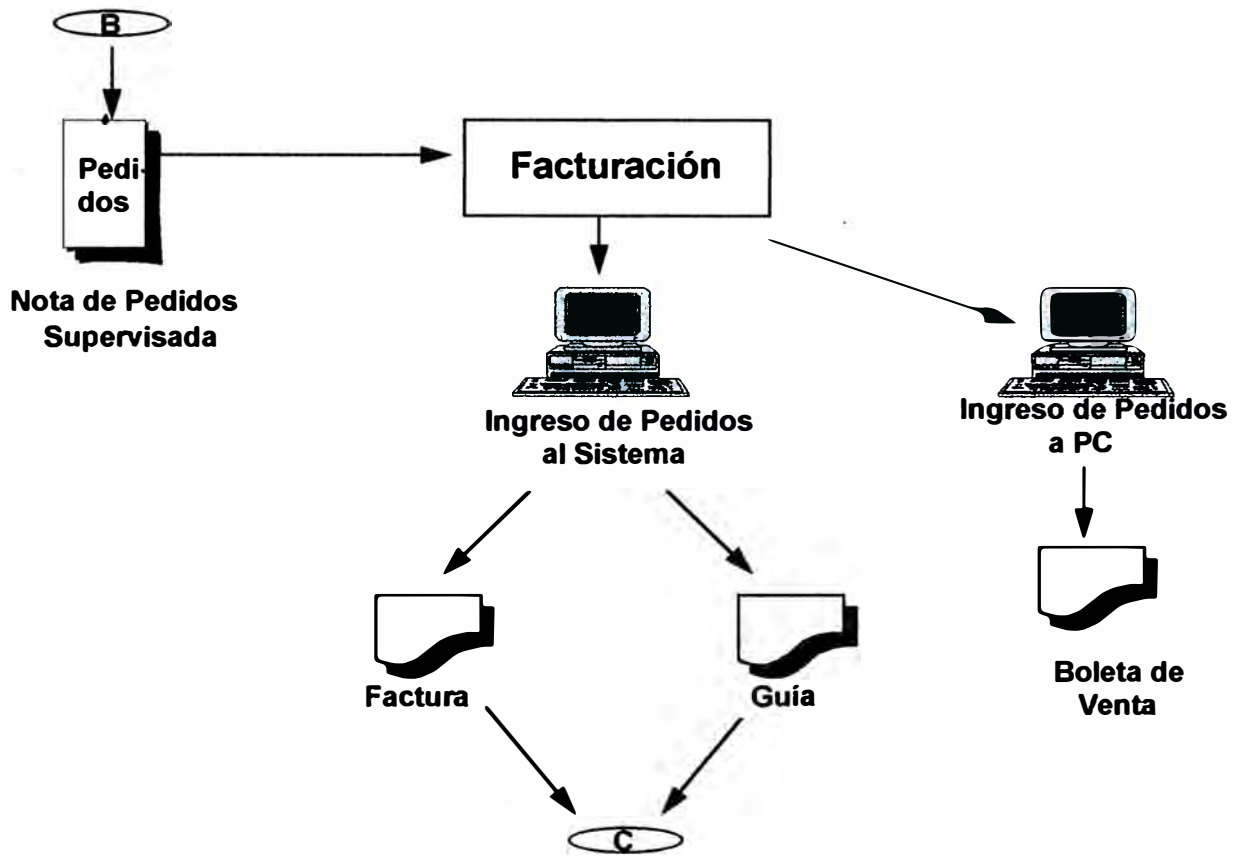 B
Pedi-
dos
Facturación
Nota de Pedidos
Supervisada
Ingreso de Pedidos
al Sistema
Ingreso de Pedidos
a PC
Factura
Guía
Boleta de
Venta
C